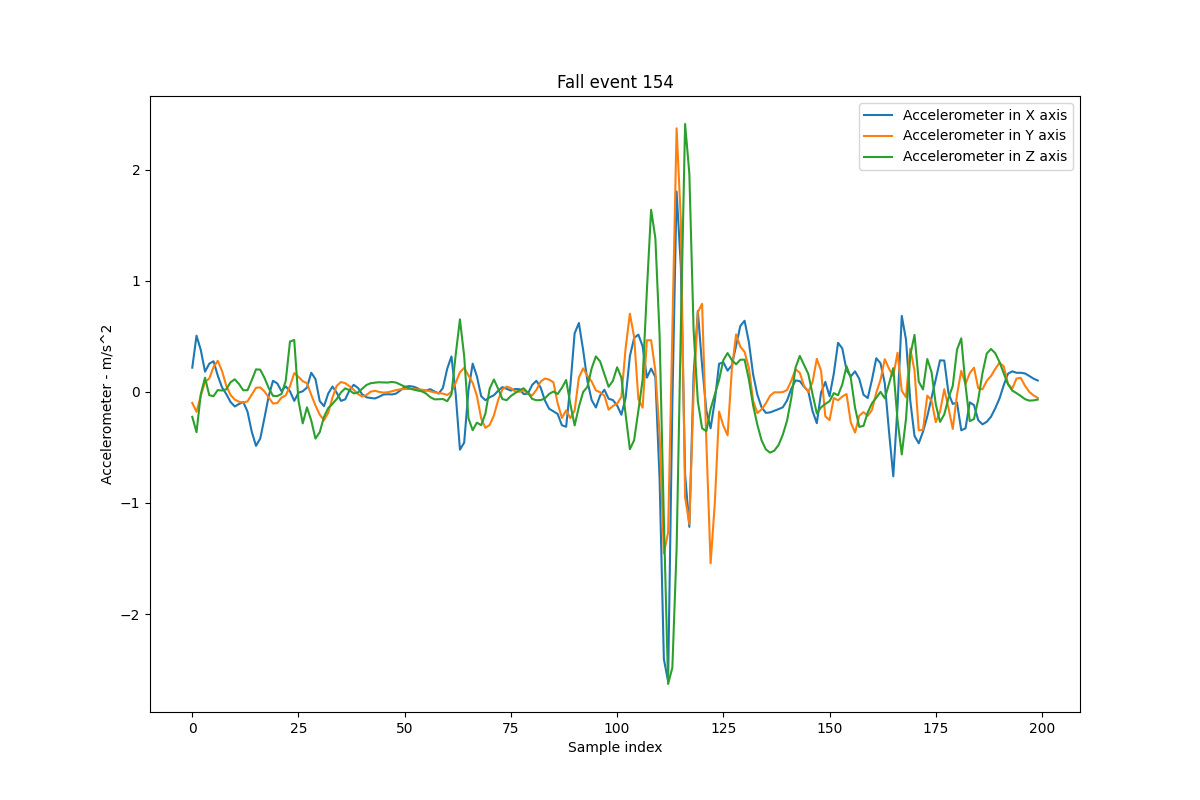 Fall event 154
Accelerometer in X axis
Accelerometer in Y axis
Accelerometer in Z axis
Accelerometer - m/s^2
2
1
0
−1
−2
0 25 50 75 100 125 150 175 200
Sample index